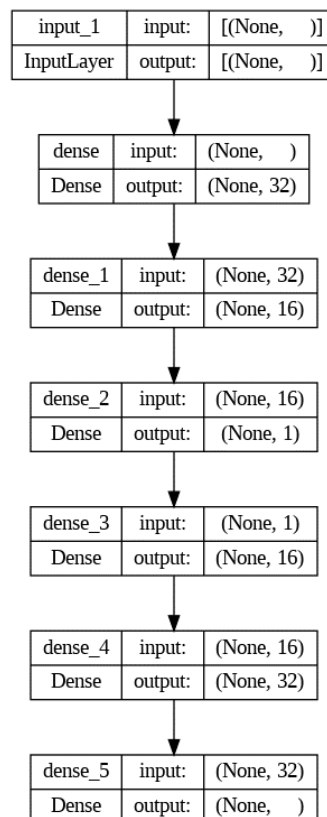 input_1 input: [(None, )]
InputLayer output: [(None, )]
dense input: (None, )
Dense output: (None, 32)
dense_1 input: (None, 32)
Dense output: (None, 16)
dense_2 input: (None, 16)
Dense output: (None, 1)
dense_3 input: (None, 1)
Dense output: (None, 16)
dense_4 input: (None, 16)
Dense output: (None, 32)
dense_5 input: (None, 32)
Dense output: (None, )